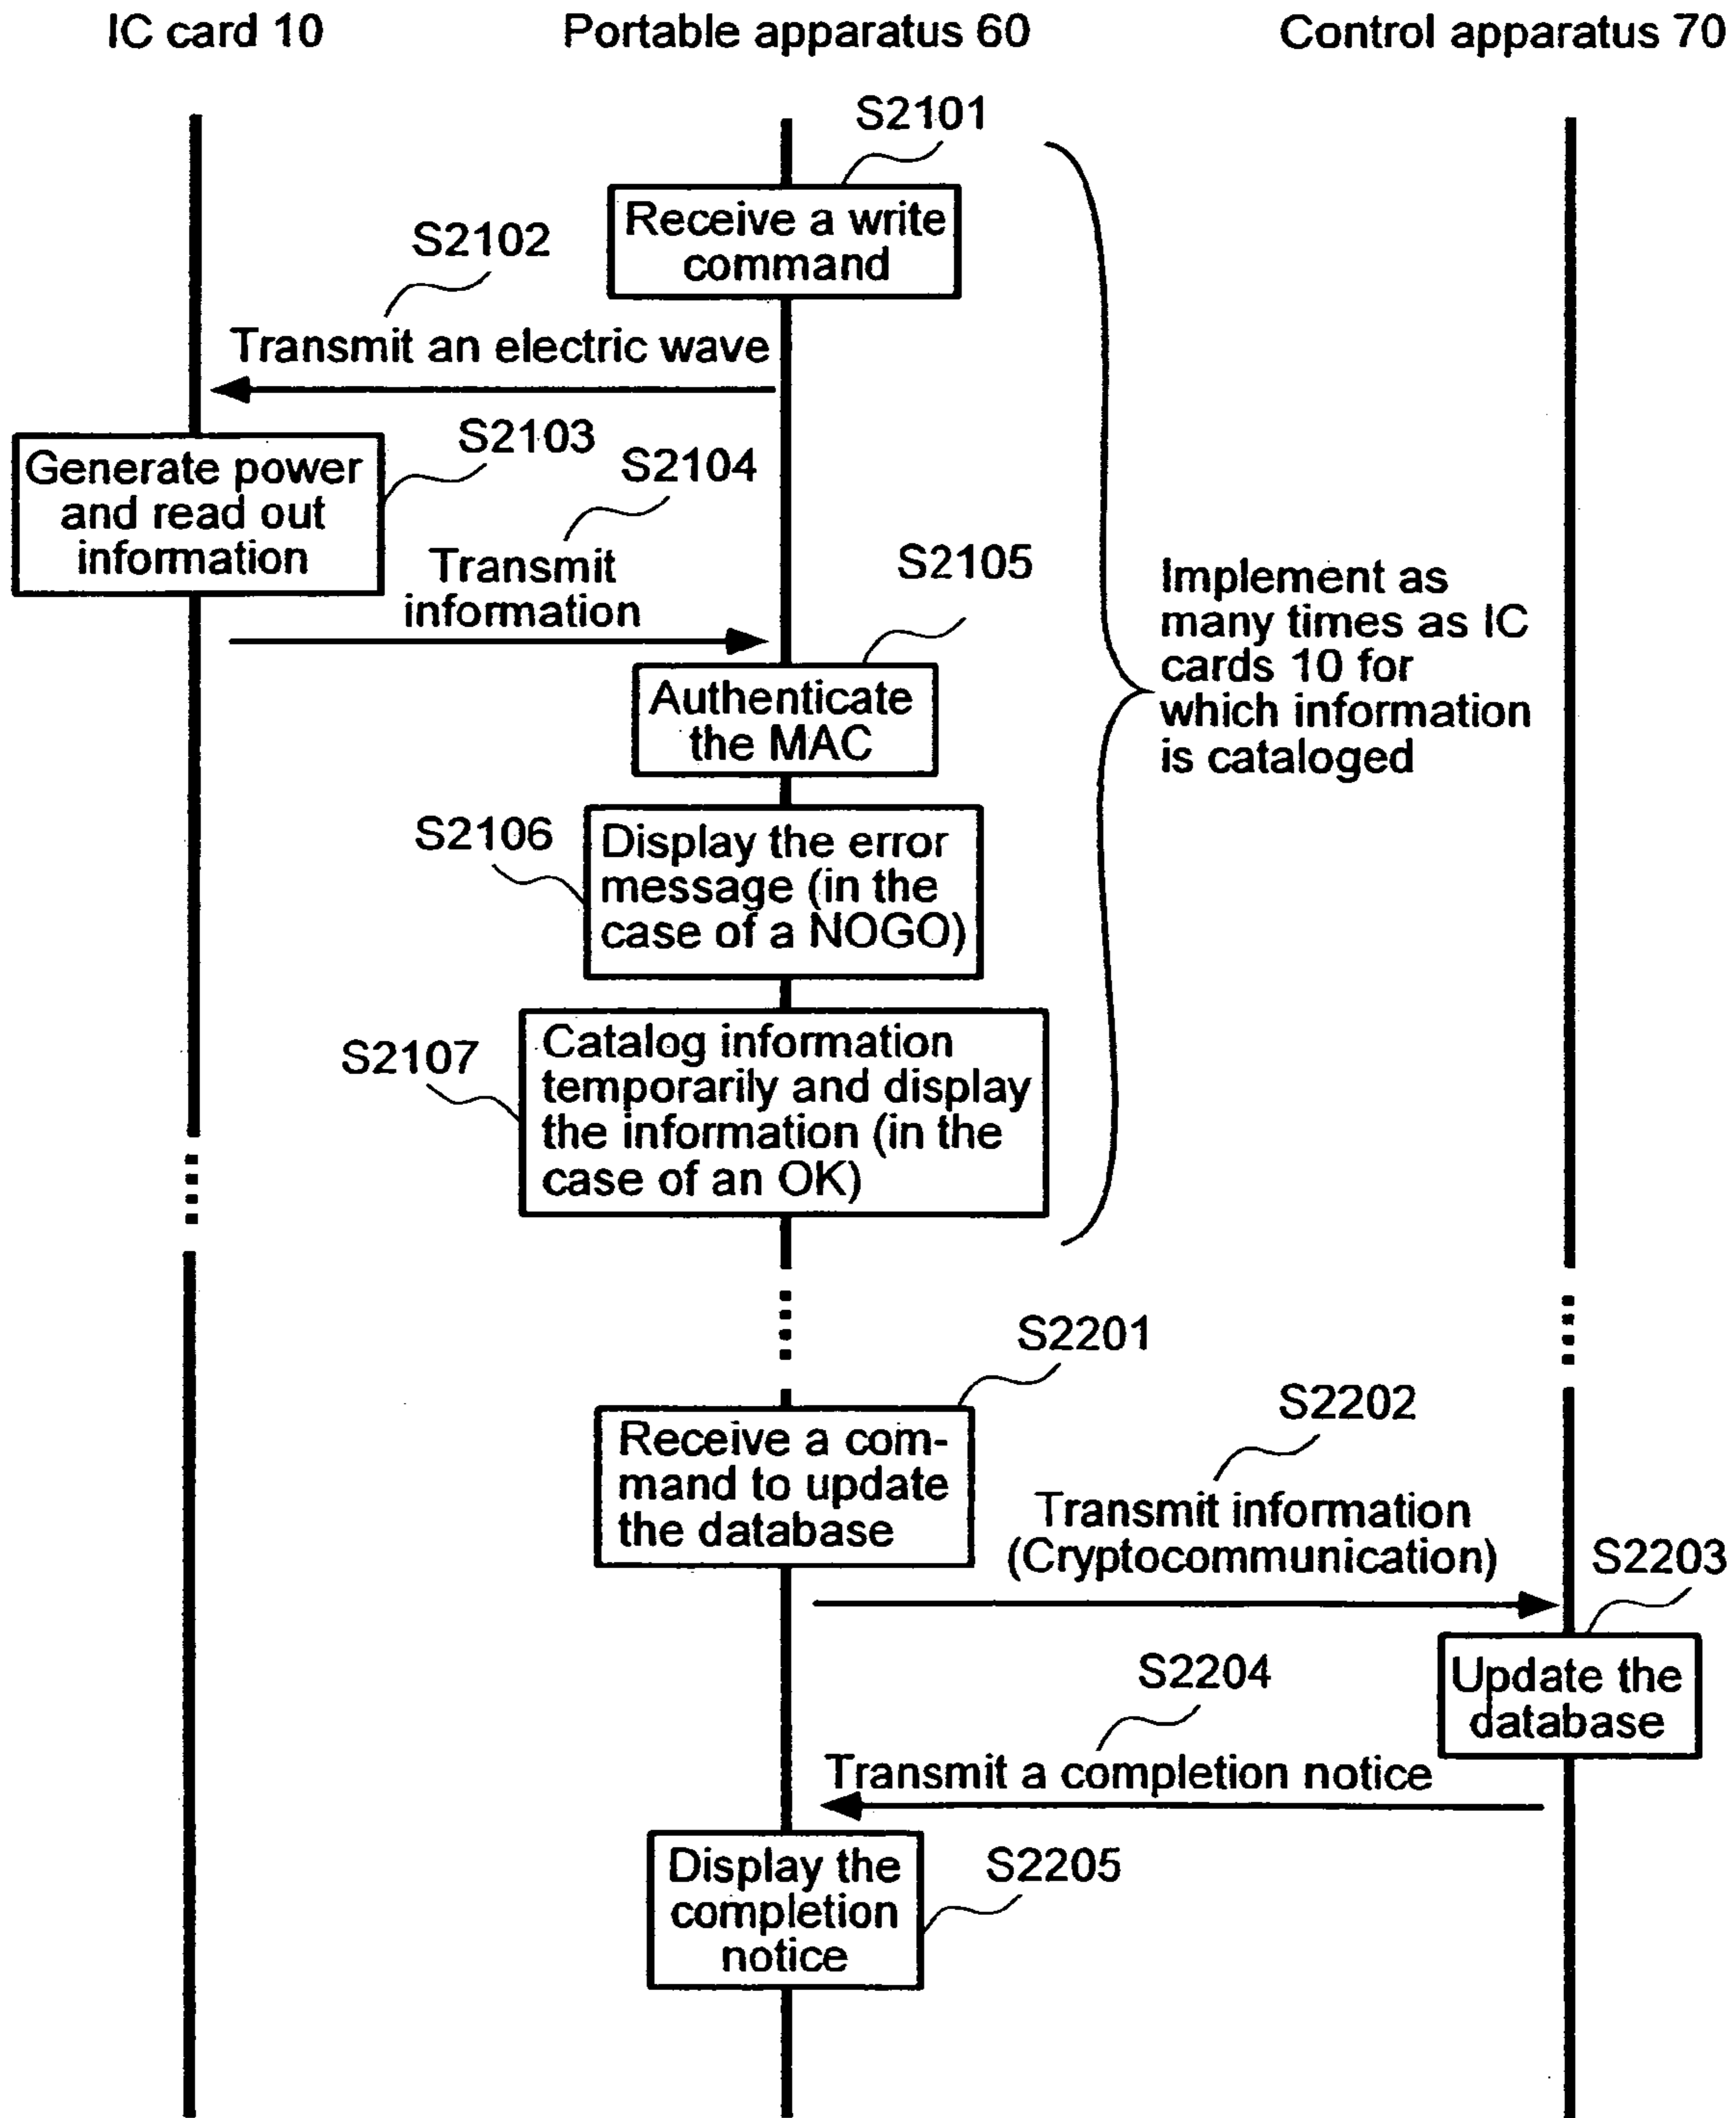 IC card 10
Portable apparatus 60
Control apparatus 70
S2101
Receive a write
command
S2102
Transmit an electric wave
S2103
Generate power
and read out
information
S2104
Transmit
information
S2105
Authenticate
the MAC
Implement as
many times as IC
cards 10 for
which information
is cataloged
S2106
Display the error
message (in the
case of a NOGO)
S2107
Catalog information
temporarily and display
the information (in the
case of an OK)
S2201
Receive a com-
mand to update
the database
S2202
Transmit information
(Cryptocommunication)
S2203
Update the
database
S2204
Transmit a completion notice
S2205
Display the
completion
notice